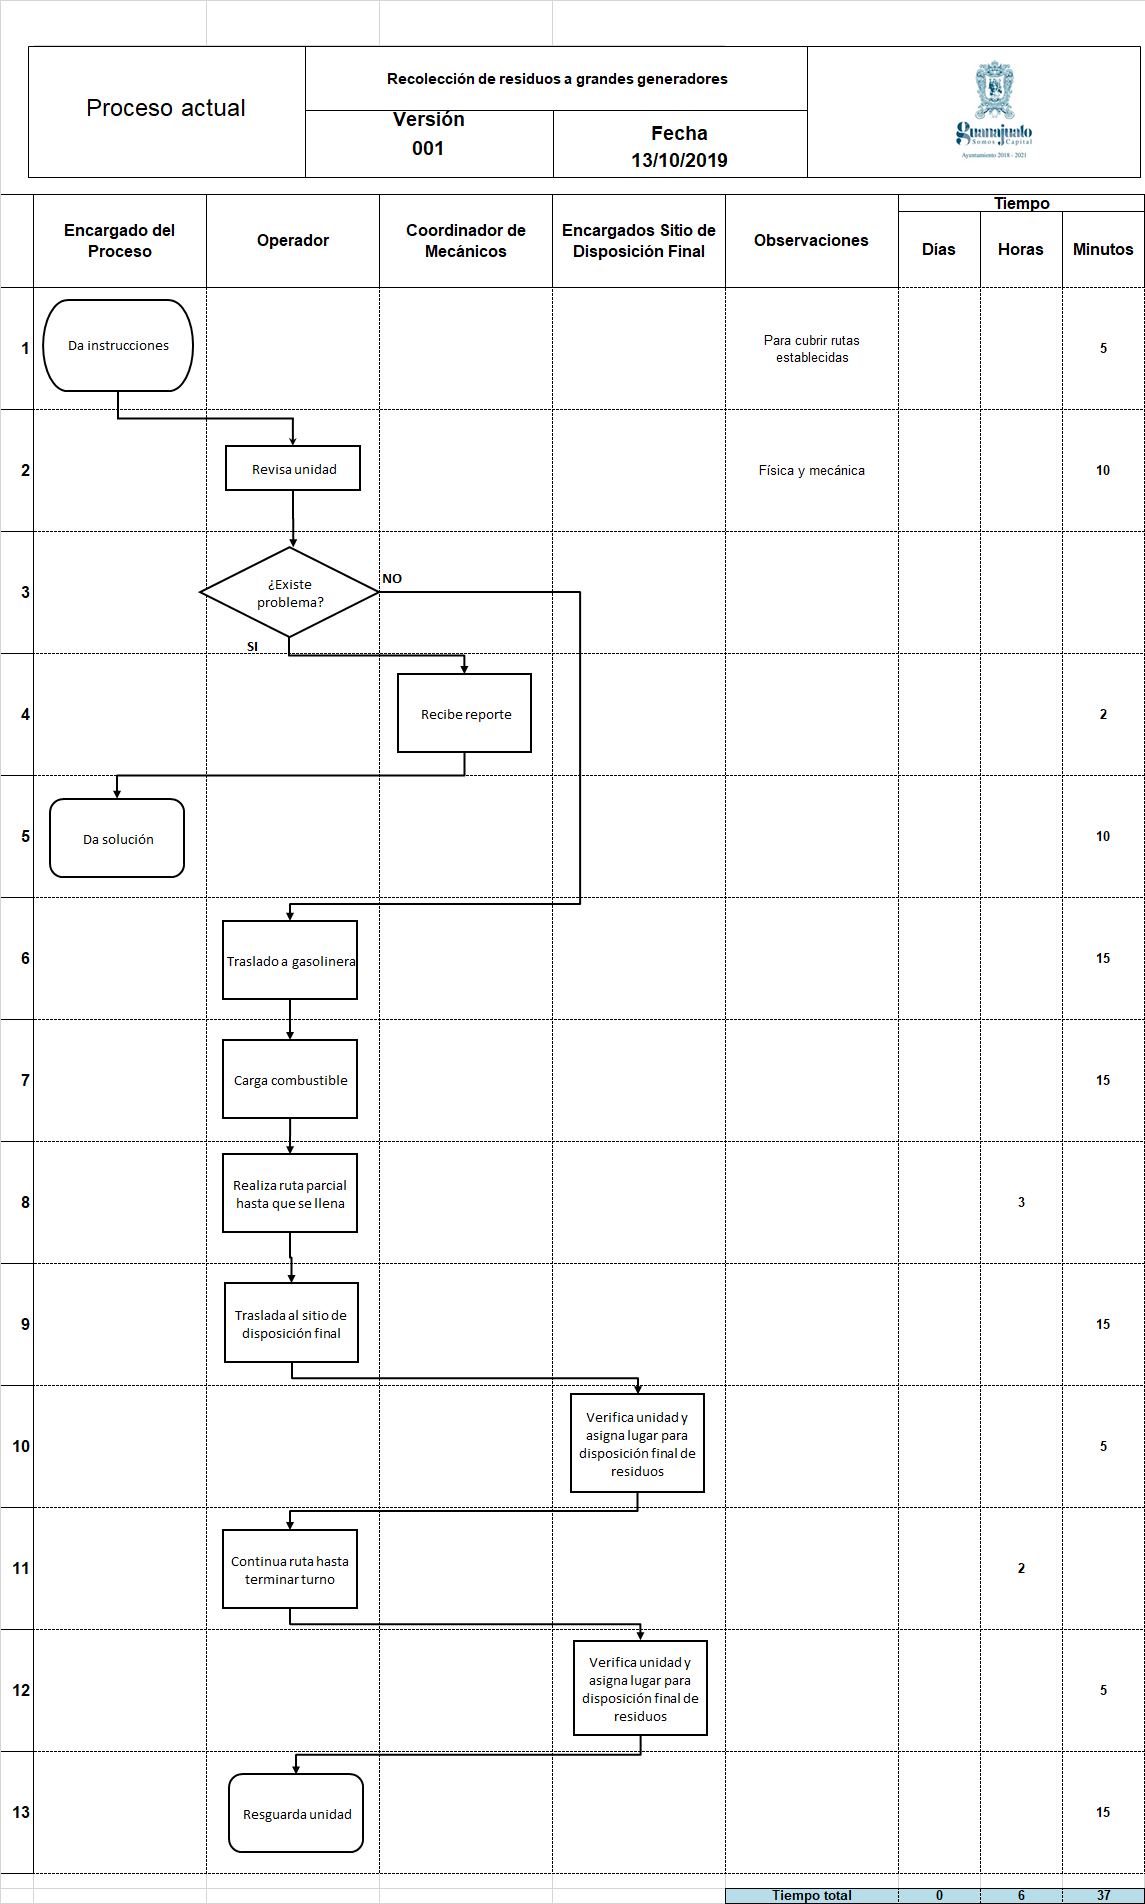 Proceso actual
Recolección de residuos a grandes generadores
Versión
001
Fecha
13/10/2019
guanajuato
Somos Capital
Ayuntamiento 2018 - 2021
Encargado del
Proceso
Operador
Coordinador de
Mecánicos
Encargados Sitio de
Disposición Final
Observaciones
Tiempo
Días
Horas
Minutos
1
Da instrucciones
Para cubrir rutas
establecidas
5
2
Revisa unidad
Física y mecánica
10
3
¿Existe
problema?
NO
SI
4
Recibe reporte
2
5
Da solución
10
6
Traslado a gasolinera
15
7
Carga combustible
15
8
Realiza ruta parcial
hasta que se llena
3
9
Traslada al sitio de
disposición final
15
10
Verifica unidad y
asigna lugar para
disposición final de
residuos
5
11
Continua ruta hasta
terminar turno
2
12
Verifica unidad y
asigna lugar para
disposición final de
residuos
5
13
Resguarda unidad
15
Tiempo total
0
6
37